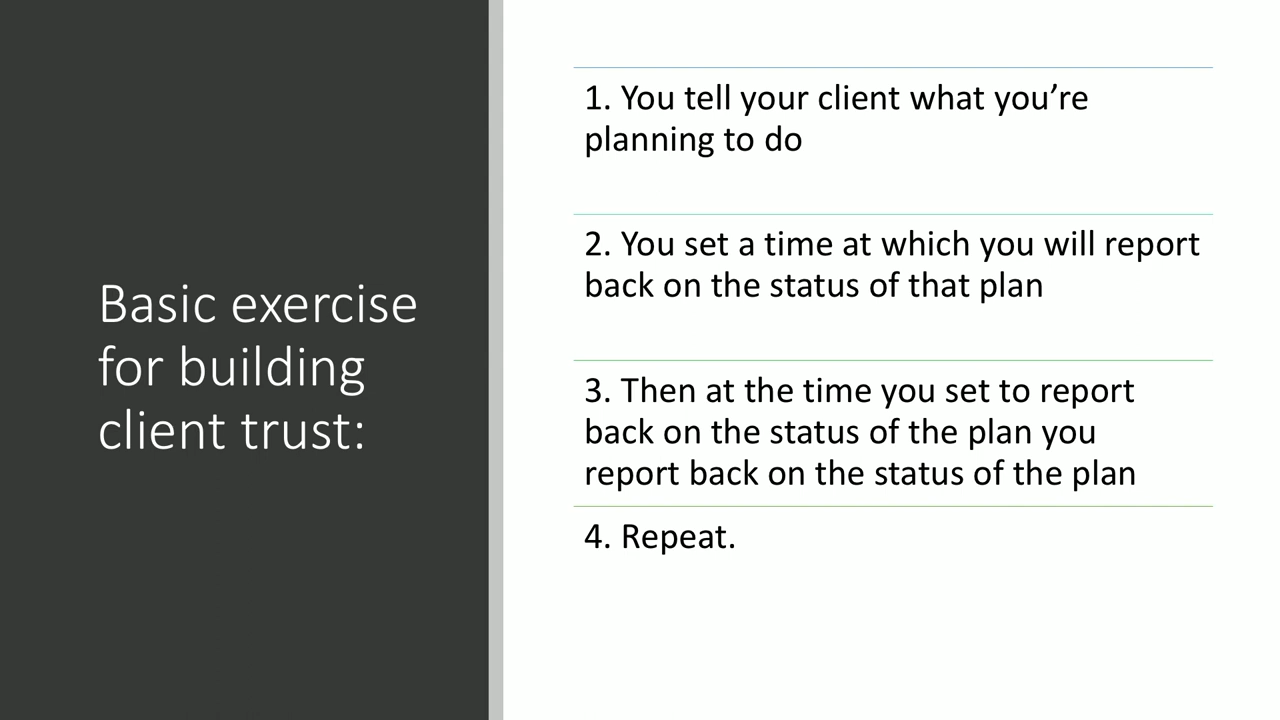 Basic exercise
for building
client trust:
1. You tell your client what you’re
planning to do
2. You set a time at which you will report
back on the status of that plan
3. Then at the time you set to report
back on the status of the plan you
report back on the status of the plan
4. Repeat.